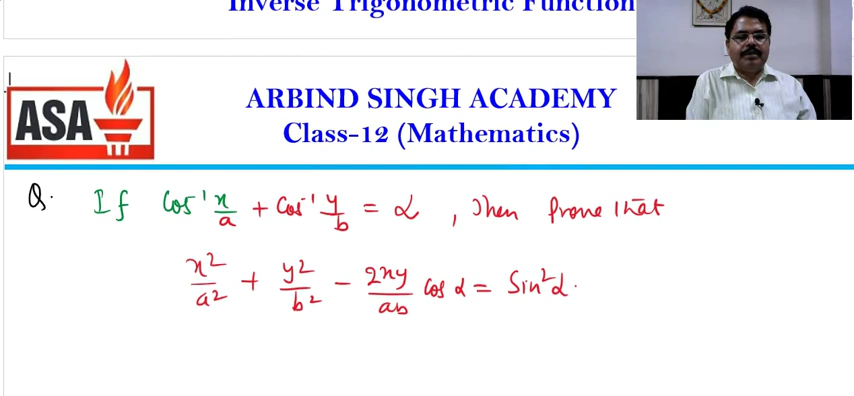 Inverse Trigonometric Function
ASA
ARBIND SINGH ACADEMY
Class-12 (Mathematics)
Q. If Cos⁻¹ x/a + Cos⁻¹ y/b = α , Then Prove that
x²/a² + y²/b² - 2xy/ab cos α = Sin²α.